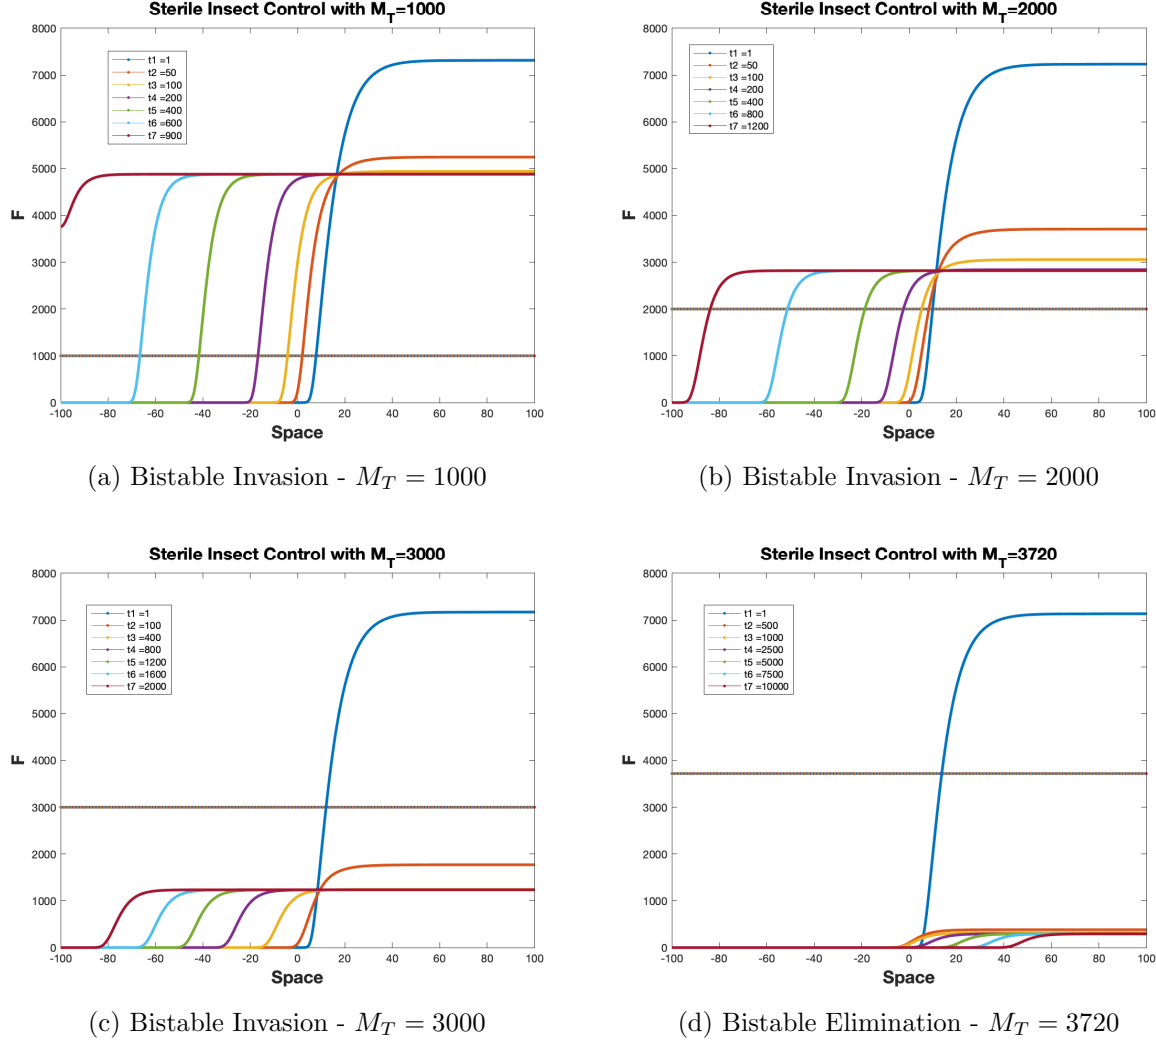 Sterile Insect Control with M_T=1000
8000
7000
6000
5000
4000
3000
2000
1000
0
F
t1 =1
t2 =50
t3 =100
t4 =200
t5 =400
t6 =600
t7 =900
-100 -80 -60 -40 -20 0 20 40 60 80 100
Space
(a) Bistable Invasion - M_T = 1000
Sterile Insect Control with M_T=2000
8000
7000
6000
5000
4000
3000
2000
1000
0
F
t1 =1
t2 =50
t3 =100
t4 =200
t5 =400
t6 =800
t7 =1200
-100 -80 -60 -40 -20 0 20 40 60 80 100
Space
(b) Bistable Invasion - M_T = 2000
Sterile Insect Control with M_T=3000
8000
7000
6000
5000
4000
3000
2000
1000
0
F
t1 =1
t2 =100
t3 =400
t4 =800
t5 =1200
t6 =1600
t7 =2000
-100 -80 -60 -40 -20 0 20 40 60 80 100
Space
(c) Bistable Invasion - M_T = 3000
Sterile Insect Control with M_T=3720
8000
7000
6000
5000
4000
3000
2000
1000
0
F
t1 =1
t2 =500
t3 =1000
t4 =2500
t5 =5000
t6 =7500
t7 =10000
-100 -80 -60 -40 -20 0 20 40 60 80 100
Space
(d) Bistable Elimination - M_T = 3720